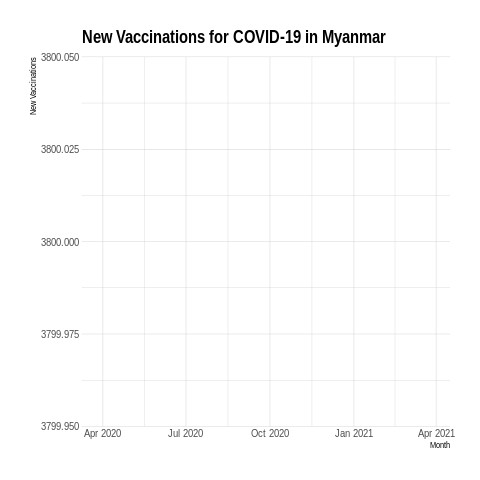 New Vaccinations for COVID-19 in Myanmar
New Vaccinations
3800.050
3800.025
3800.000
3799.975
3799.950
Apr 2020 Jul 2020 Oct 2020 Jan 2021 Apr 2021
Month